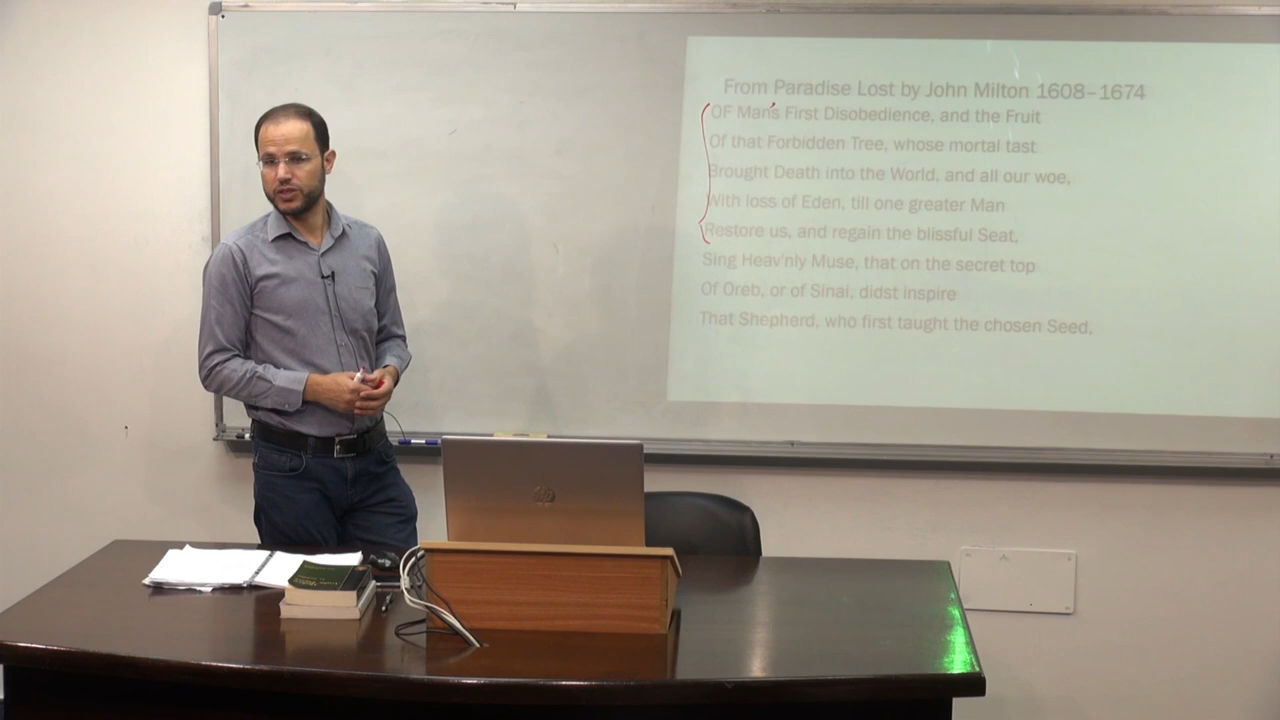 From Paradise Lost by John Milton 1608–1674
OF Mans First Disobedience, and the Fruit
Of that Forbidden Tree, whose mortal tast
Brought Death into the World, and all our woe,
With loss of Eden, till one greater Man
Restore us, and regain the blissful Seat,
Sing Heav'nly Muse, that on the secret top
Of Oreb, or of Sinai, didst inspire
That Shepherd, who first taught the chosen Seed,
hp